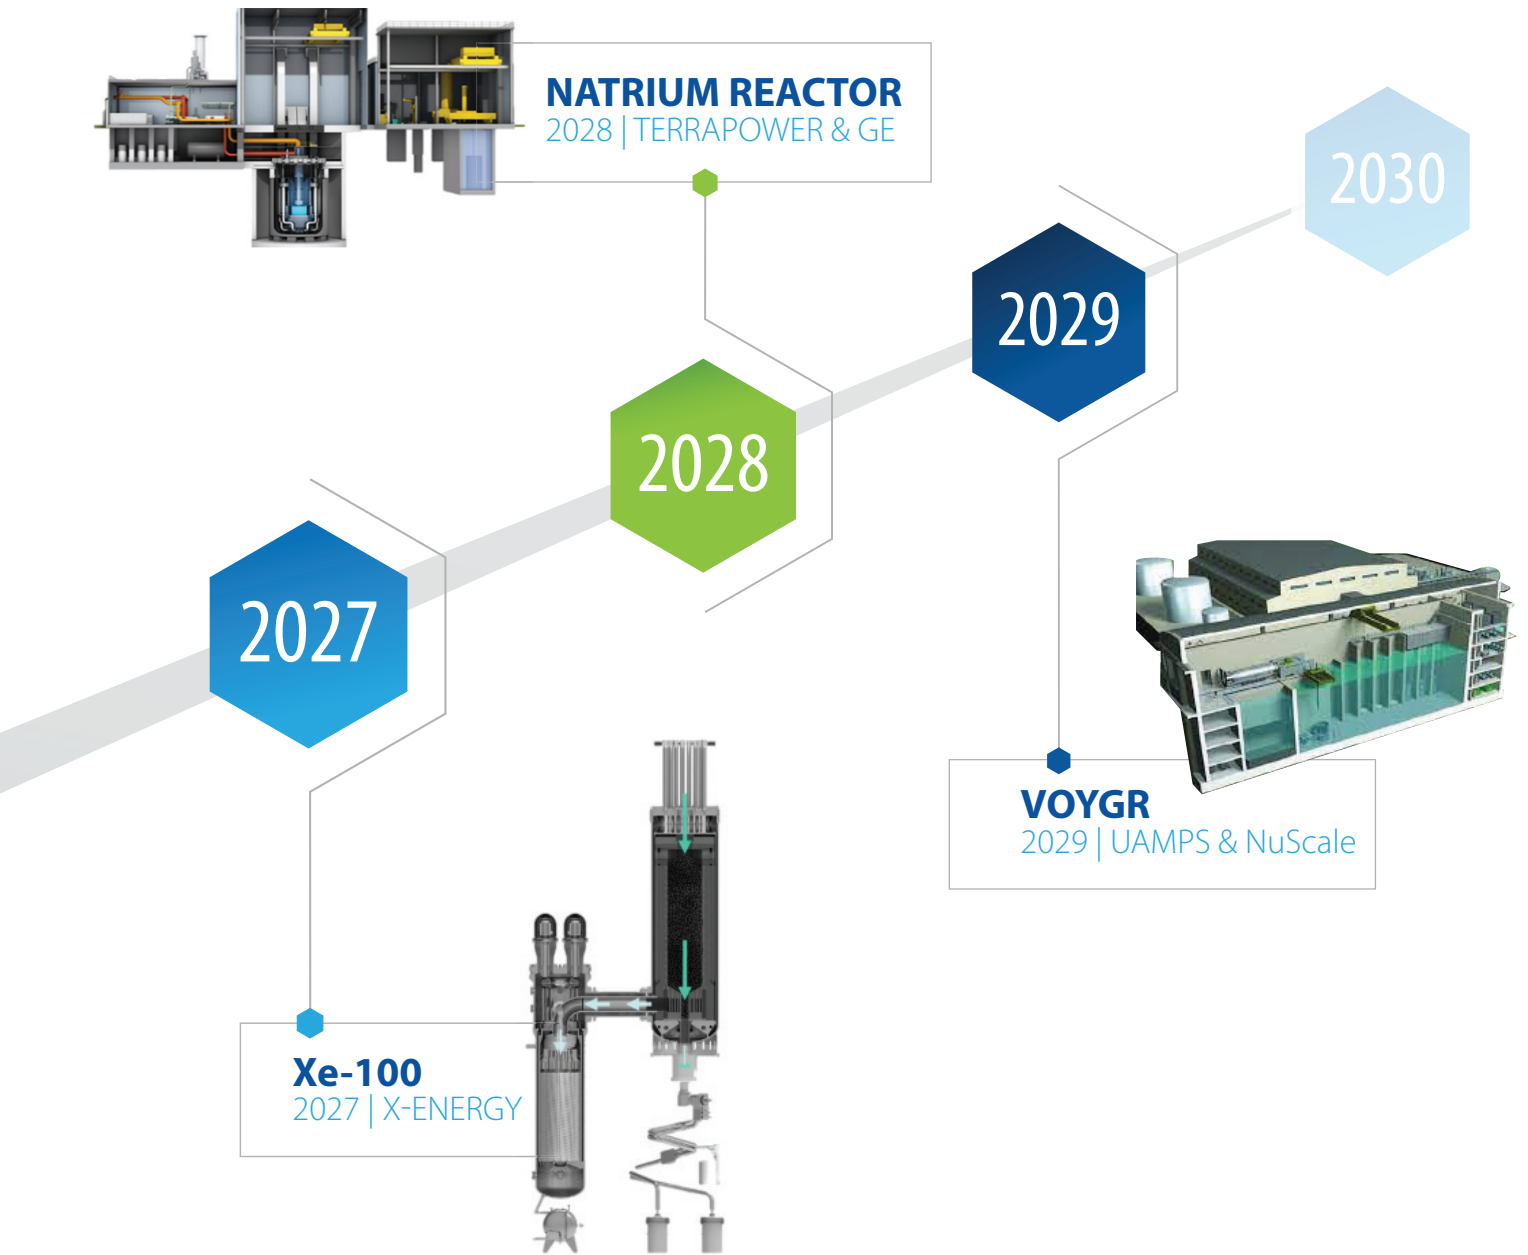 NATRIUM REACTOR
2028 | TERRAPOWER & GE
2030
2029
2028
2027
VOYGR
2029 | UAMPS & NuScale
Xe-100
2027 | X-ENERGY